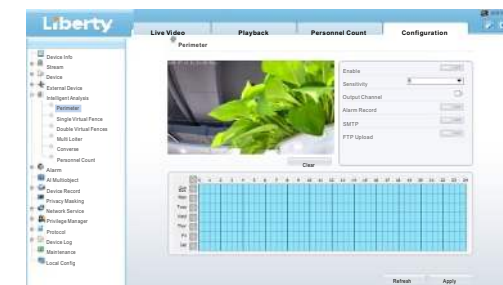 Liberty
Live Video
Playback
Personnel Count
Configuration
Perimeter
Device Info
Stream
Device
External Device
Intelligent Analysis
Perimeter
Single Virtual Fence
Double Virtual Fences
Multi Loiter
Converse
Personnel Count
Alarm
AI Multiobject
Device Record
Privacy Masking
Network Service
Privilege Manager
Protocol
Device Log
Maintenance
Local Config
Enable
Sensitivity
Output Channel
Alarm Record
SMTP
FTP Upload
Clear
Refresh
Apply